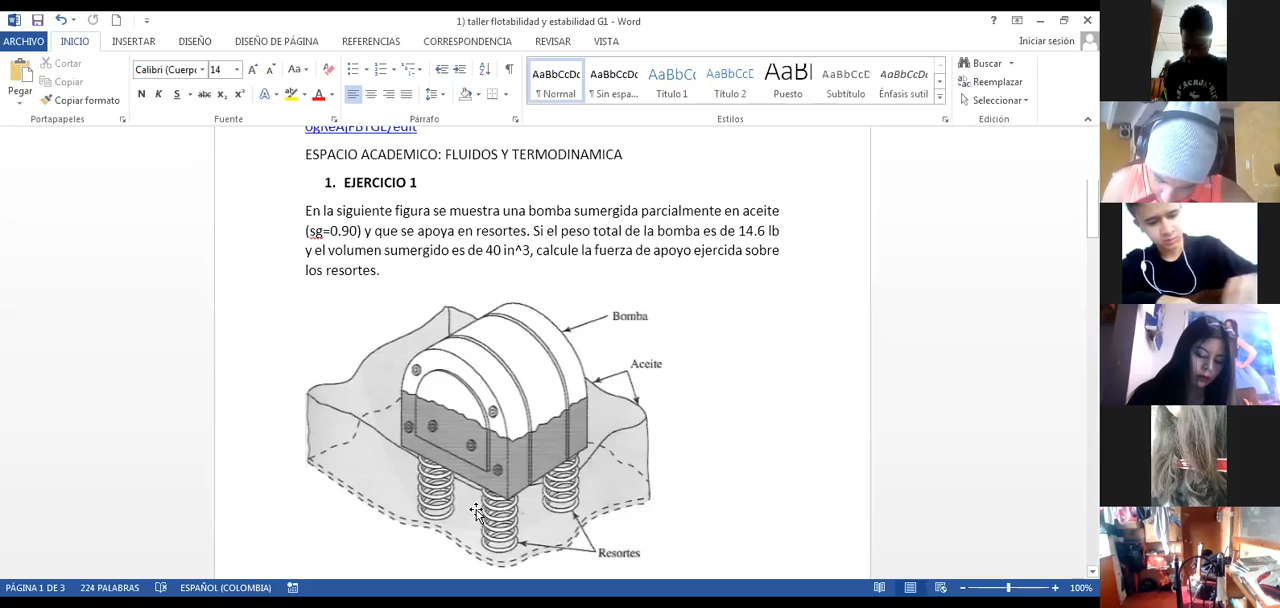 1) taller flotabilidad y estabilidad G1 - Word
?
ARCHIVO INICIO INSERTAR DISEÑO DISEÑO DE PÁGINA REFERENCIAS CORRESPONDENCIA REVISAR VISTA Iniciar sesión
Pegar
Cortar
Copiar
Copiar formato
Portapapeles
Calibri (Cuerpo 14
Fuente
Párrafo
AaBbCcDc AaBbCcDc AaBbC AaBbCcD AaB AaBbCcD AaBbCcDc
¶ Normal ¶ Sin espa... Título 1 Título 2 Puesto Subtítulo Énfasis sutil
Estilos
Buscar
Reemplazar
Seleccionar
Edición
ESPACIO ACADEMICO: FLUIDOS Y TERMODINAMICA
1. EJERCICIO 1
En la siguiente figura se muestra una bomba sumergida parcialmente en aceite
(sg=0.90) y que se apoya en resortes. Si el peso total de la bomba es de 14.6 lb
y el volumen sumergido es de 40 in^3, calcule la fuerza de apoyo ejercida sobre
los resortes.
Bomba
Aceite
Resortes
PÁGINA 1 DE 3 224 PALABRAS ESPAÑOL (COLOMBIA) 100%